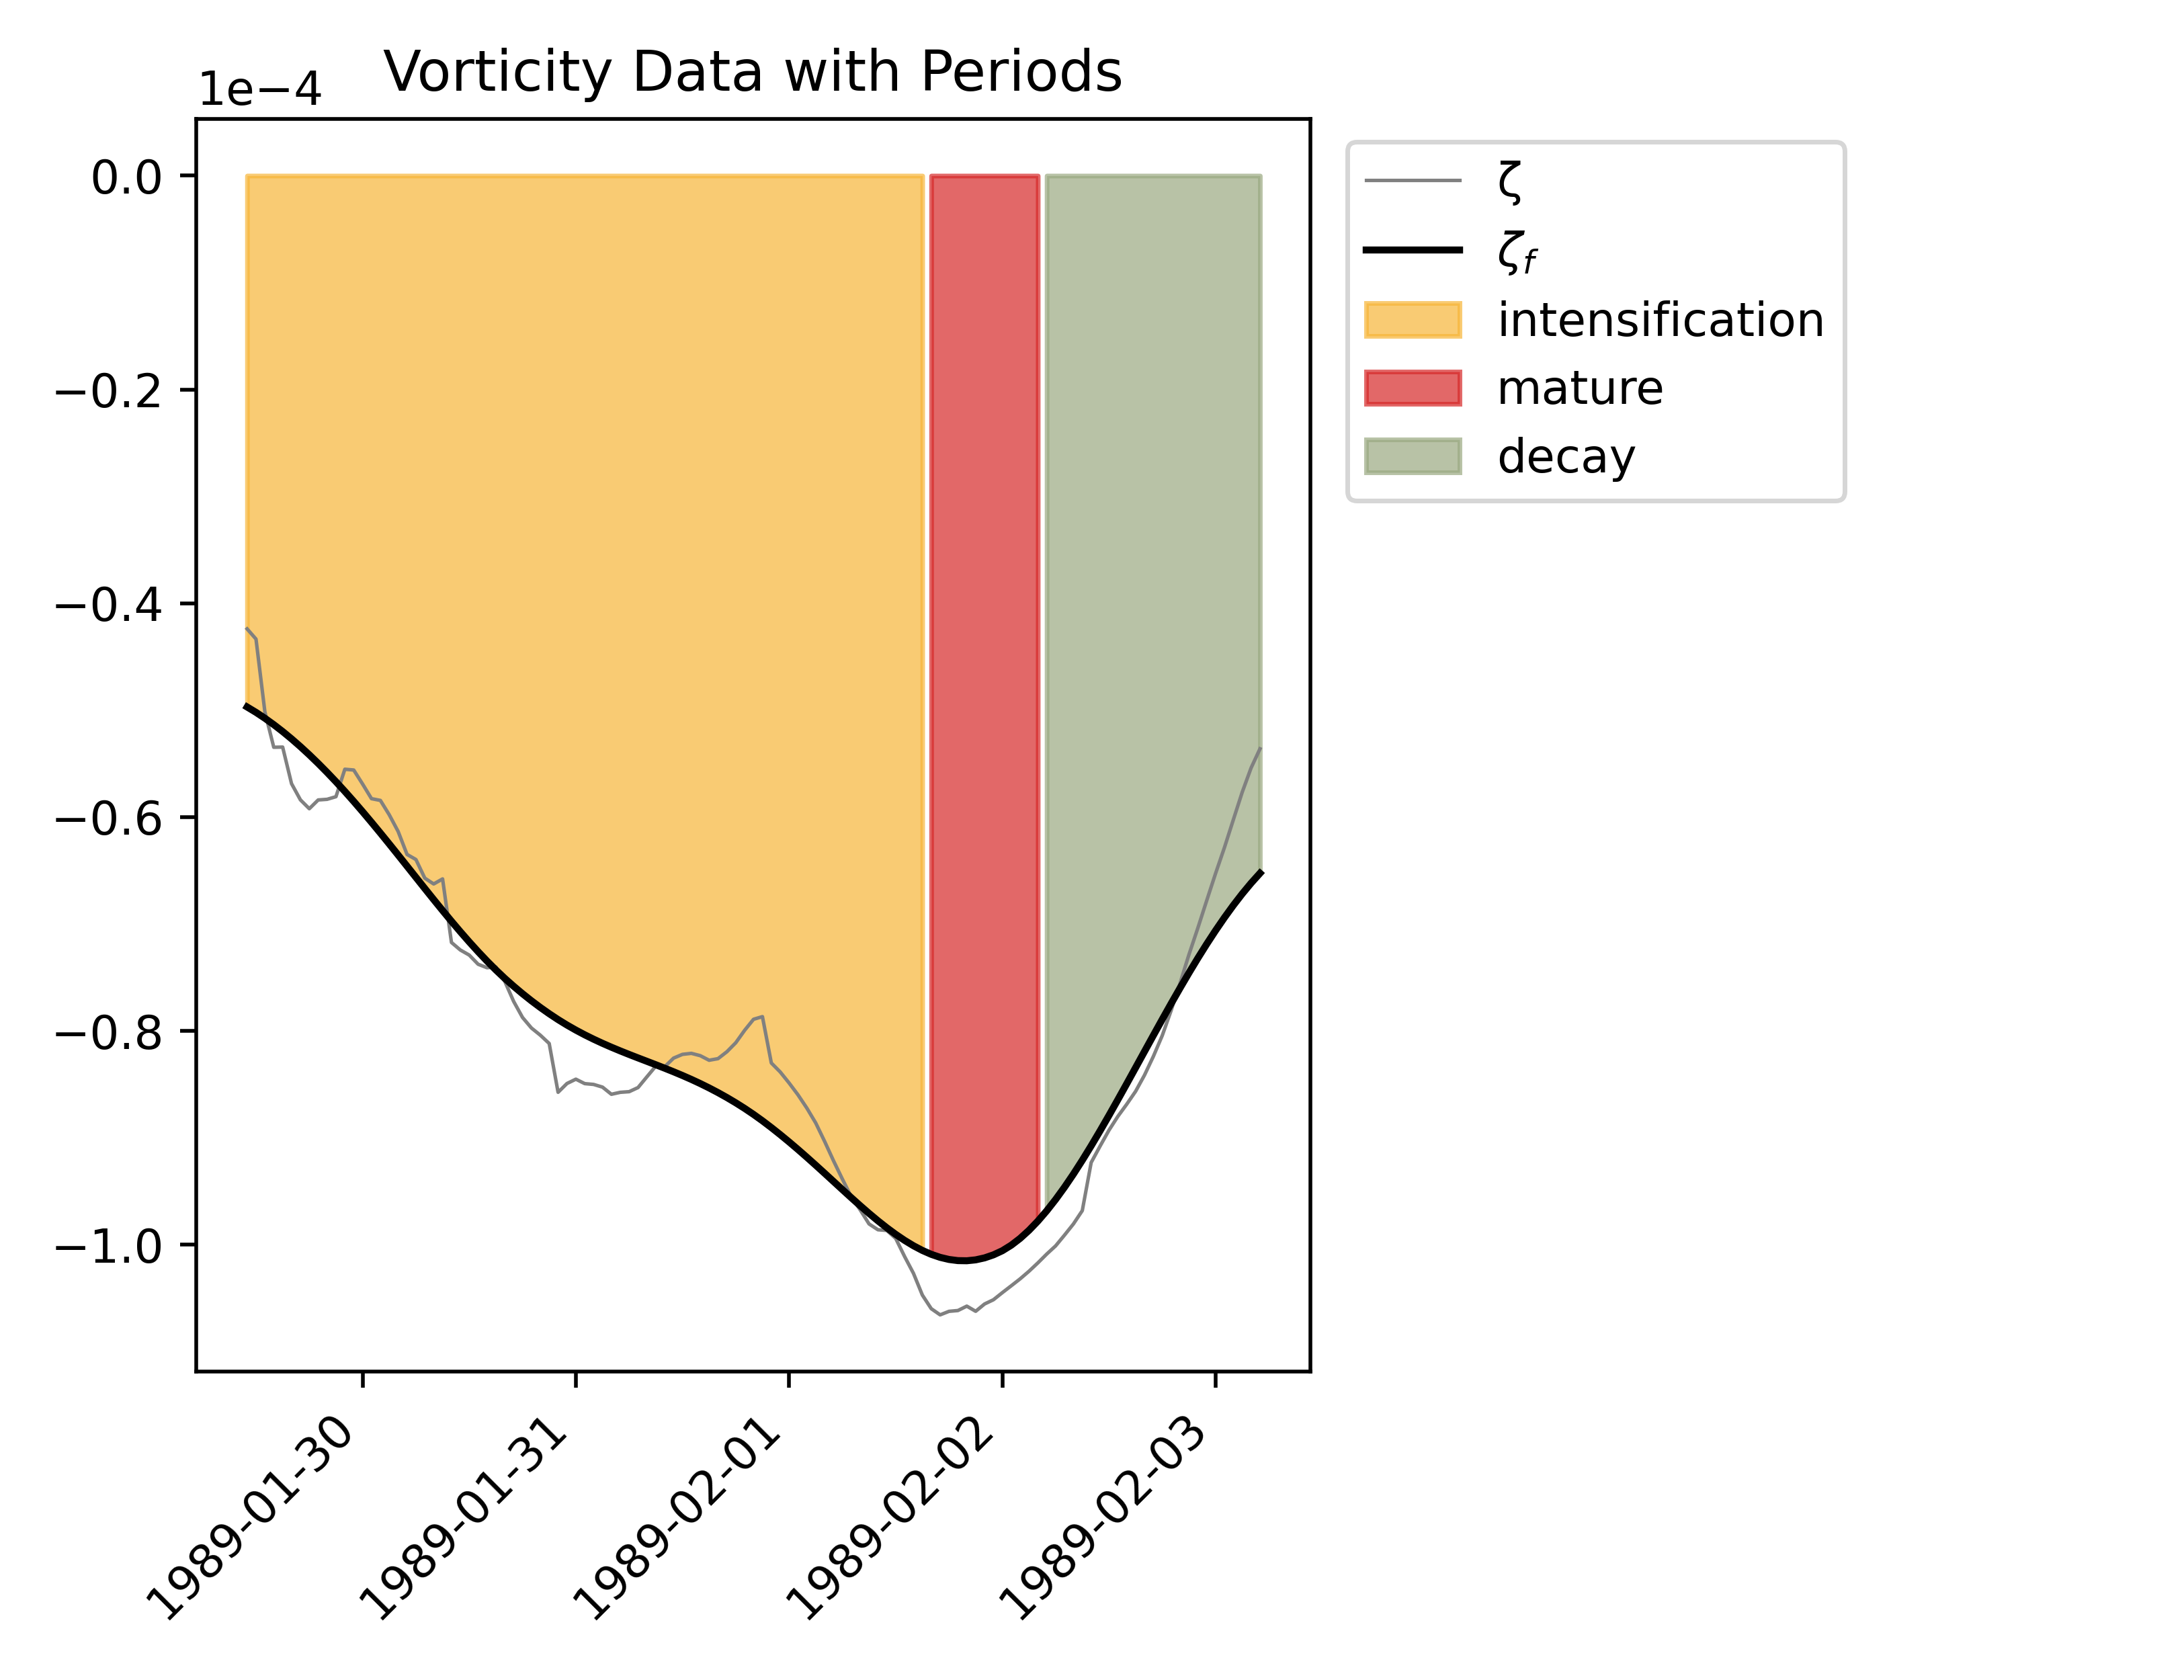 Vorticity Data with Periods
1e−4
0.0
−0.2
−0.4
−0.6
−0.8
−1.0
1989-01-30
1989-01-31
1989-02-01
1989-02-02
1989-02-03
ζ
ζf
intensification
mature
decay